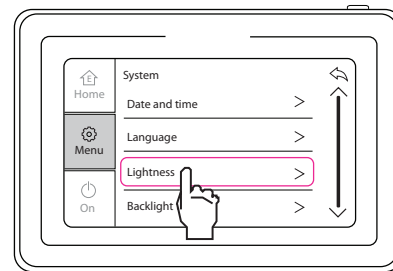 System
E
Home
Date and time
Menu
Language
Lightness
On
Backlight